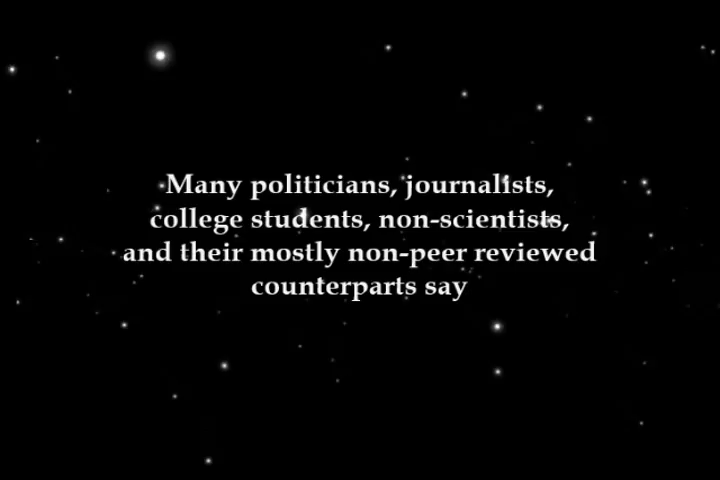 Many politicians, journalists,
college students, non-scientists,
and their mostly non-peer reviewed
counterparts say